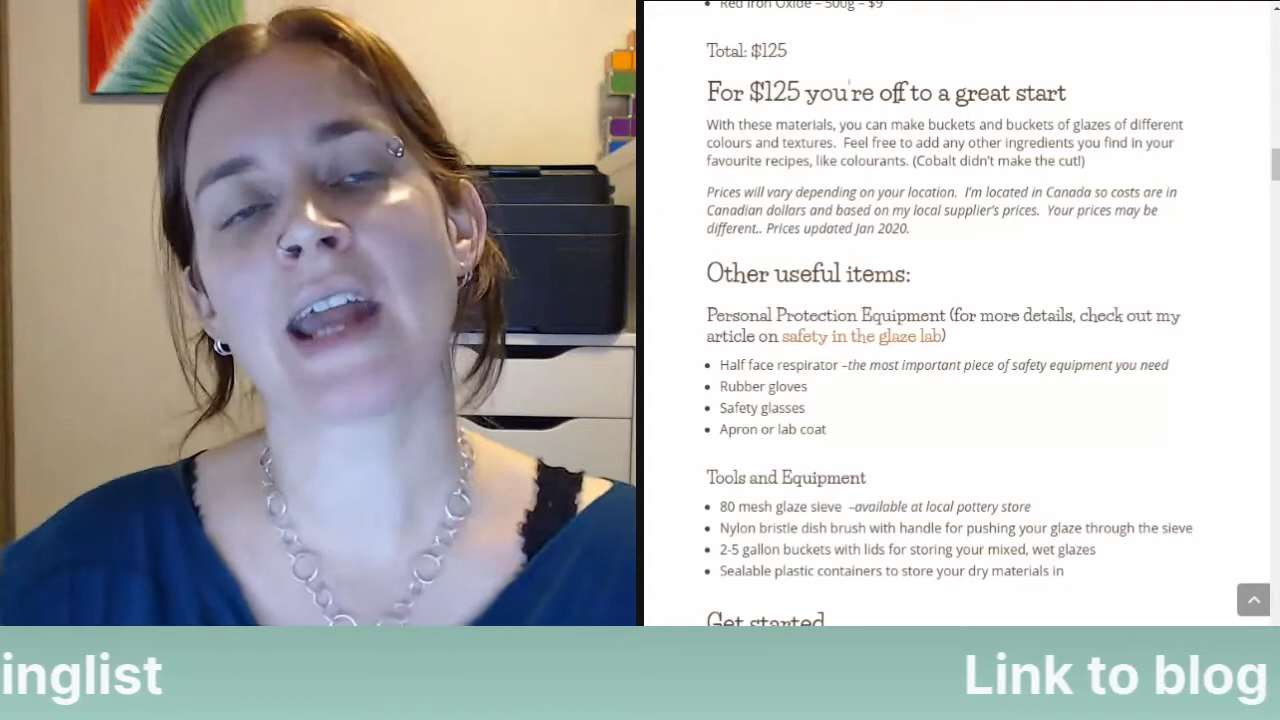 Red Iron Oxide – 500g – $9
Total: $125
For $125 you're off to a great start
With these materials, you can make buckets and buckets of glazes of different
colours and textures. Feel free to add any other ingredients you find in your
favourite recipes, like colourants. (Cobalt didn't make the cut!)
Prices will vary depending on your location. I'm located in Canada so costs are in
Canadian dollars and based on my local supplier's prices. Your prices may be
different.. Prices updated Jan 2020.
Other useful items:
Personal Protection Equipment (for more details, check out my
article on safety in the glaze lab)
Half face respirator –the most important piece of safety equipment you need
Rubber gloves
Safety glasses
Apron or lab coat
Tools and Equipment
80 mesh glaze sieve –available at local pottery store
Nylon bristle dish brush with handle for pushing your glaze through the sieve
2-5 gallon buckets with lids for storing your mixed, wet glazes
Sealable plastic containers to store your dry materials in
Get started
inglist Link to blog